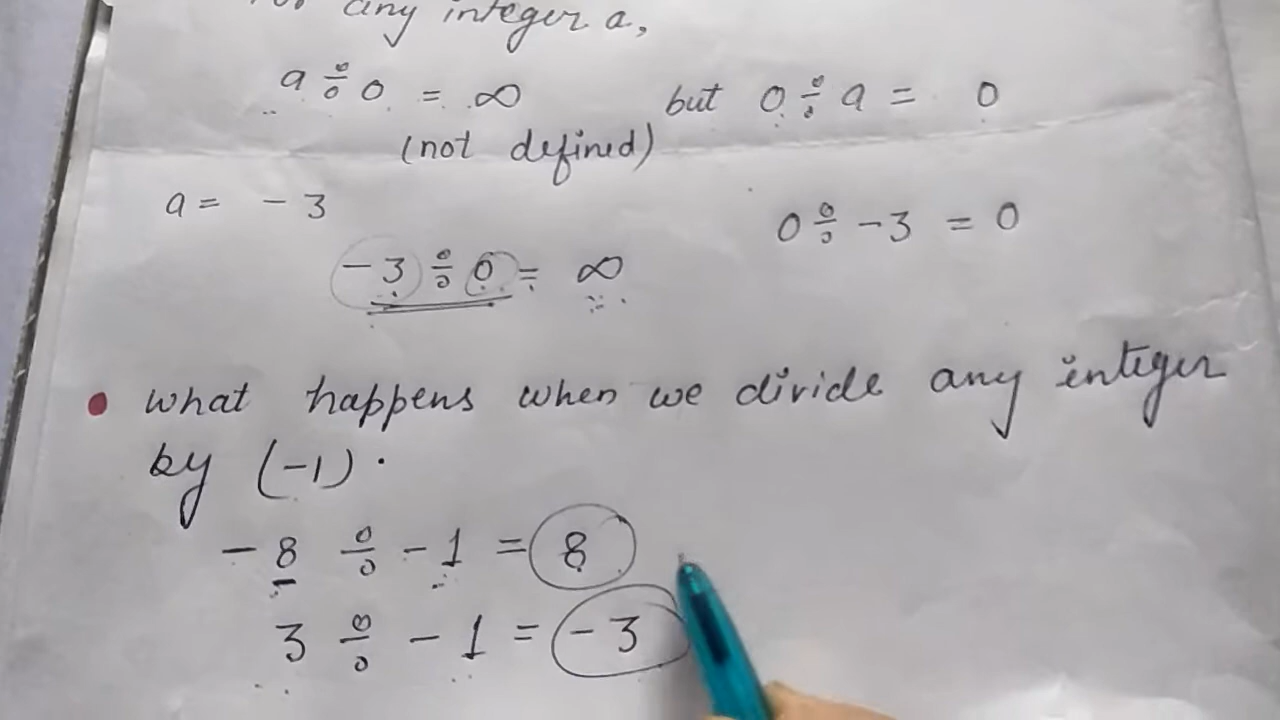 any integer a,
a ÷ 0 = ∞ but 0 ÷ a = 0
(not defined)
a = - 3
0 ÷ -3 = 0
-3 ÷ 0 = ∞
• what happens when we divide any integer
by (-1).
- 8 ÷ - 1 = 8
3 ÷ - 1 = - 3